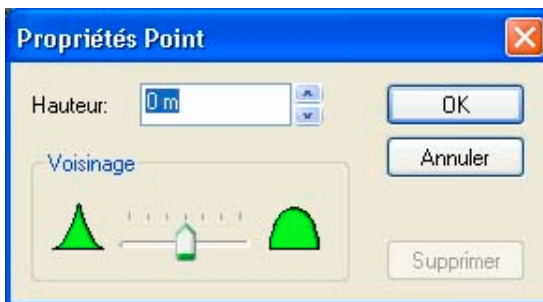 Propriétés Point
Hauteur:
0 m
OK
Voisinage
Annuler
Supprimer